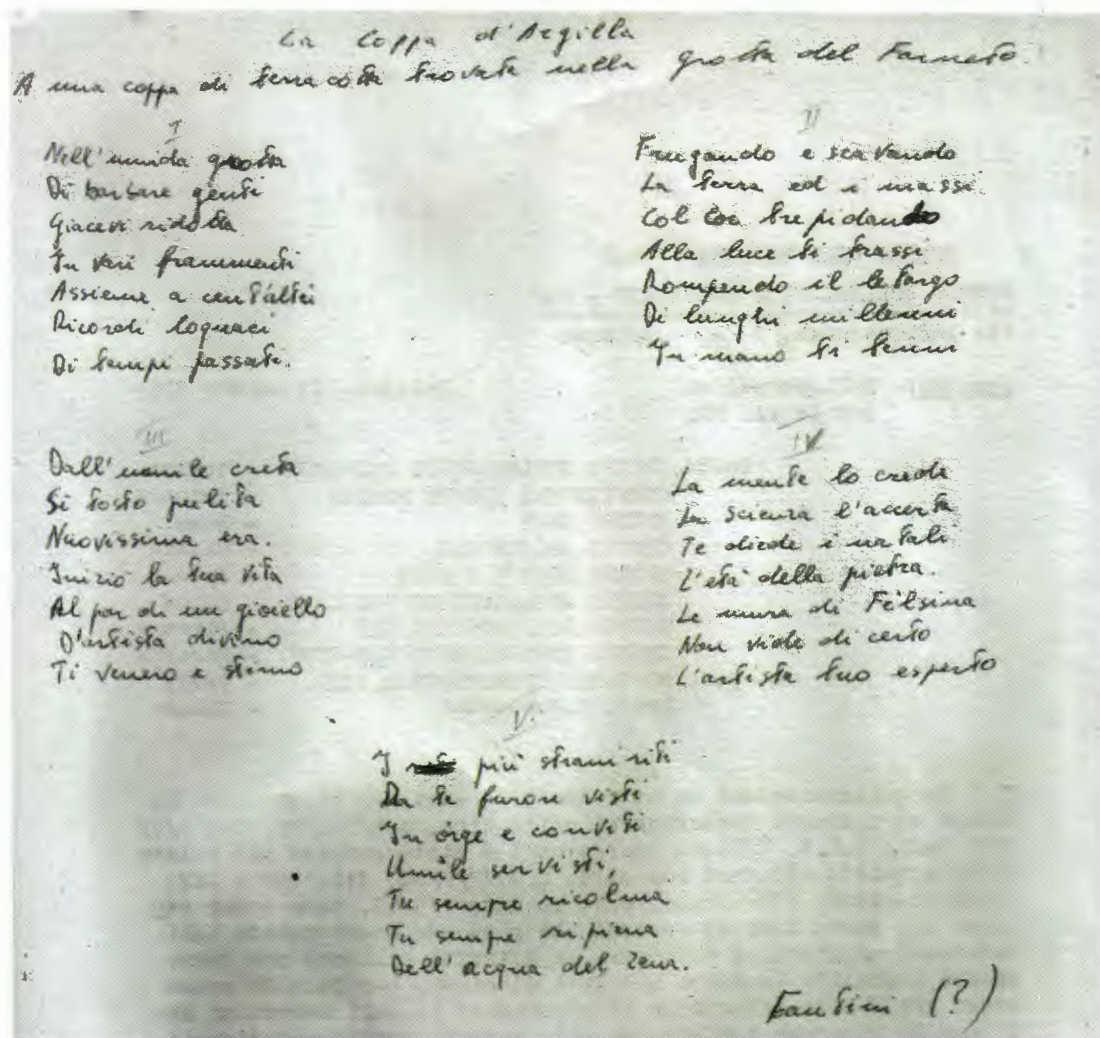 La Coppa d'Argilla
A una coppa di terracotta trovata nella grotta del Farneto.
I
Nell'umida grotta
Di barbare genti
Giacevi ridotta
In vari frammenti
Assieme a cent'altri
Ricordi loquaci
Di tempi passati.
II
Frugando e scavando
La terra ed i massi
Col cor trepidando
Alla luce ti trassi
Rompendo il letargo
Di lunghi millenni
In mano ti tenni
III
Dall'umile creta
Sì tosto pulita
Nuovissima era.
Iniziò la tua vita
Al par di un gioiello
D'artista divino
Ti venero e stimo
IV
La mente lo crede
La scienza l'accerta
Te diede i natali
L'età della pietra.
Le mura di Fèlsina
Non vide di certo
L'artista tuo esperto
V.
I più strani riti
Da te furon visti
In orge e conviti
Umile servisti,
Tu sempre ricolma
Tu sempre ripiena
Dell'acqua del Zena.
Fantini (?)